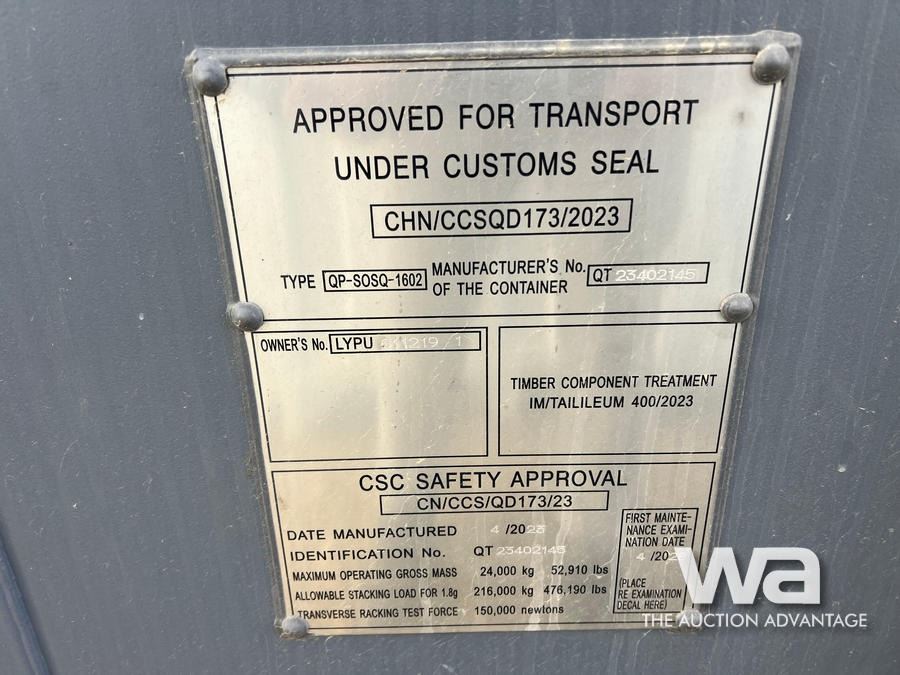 APPROVED FOR TRANSPORT
UNDER CUSTOMS SEAL
CHN/CCSQD173/2023
TYPE QP-SOSQ-1602 MANUFACTURER'S No. OF THE CONTAINER QT 23402145
OWNER'S No. LYPU
TIMBER COMPONENT TREATMENT
IM/TAILILEUM 400/2023
CSC SAFETY APPROVAL
CN/CCS/QD173/23
DATE MANUFACTURED 4 /2023
IDENTIFICATION No. QT 23402145
MAXIMUM OPERATING GROSS MASS 24,000 kg 52,910 lbs
ALLOWABLE STACKING LOAD FOR 1.8g 216,000 kg 476,190 lbs
TRANSVERSE RACKING TEST FORCE 150,000 newtons
FIRST MAINTE-
NANCE EXAMI-
NATION DATE
4
(PLACE
RE EXAMINATION
DECAL HERE)
wa
THE AUCTION ADVANTAGE